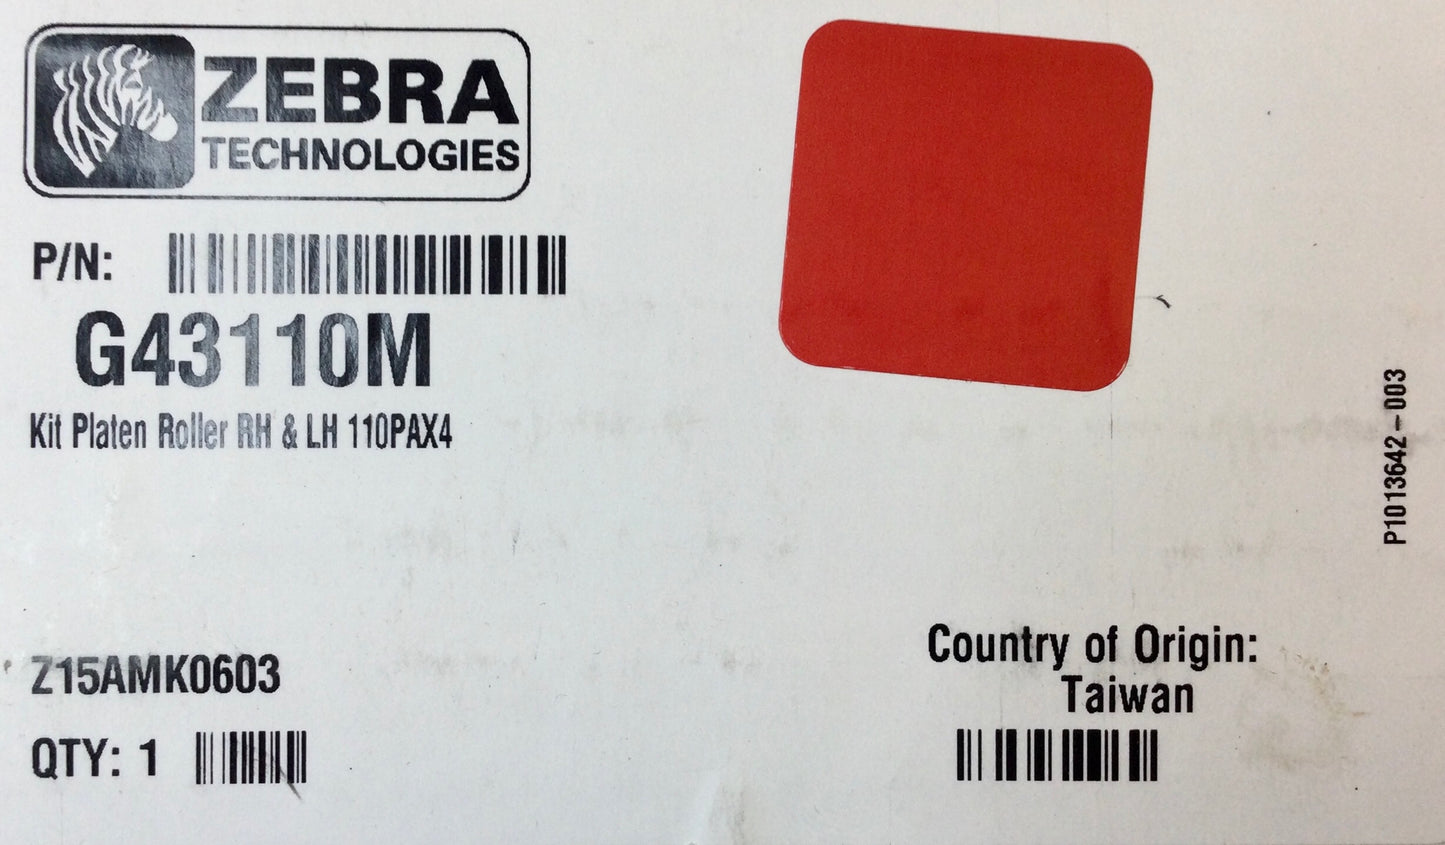 ZEBRA
TECHNOLOGIES
P/N:
G43110M
Kit Platen Roller RH & LH 110PAX4
P1013642-003
Z15AMK0603
QTY: 1
Country of Origin:
Taiwan